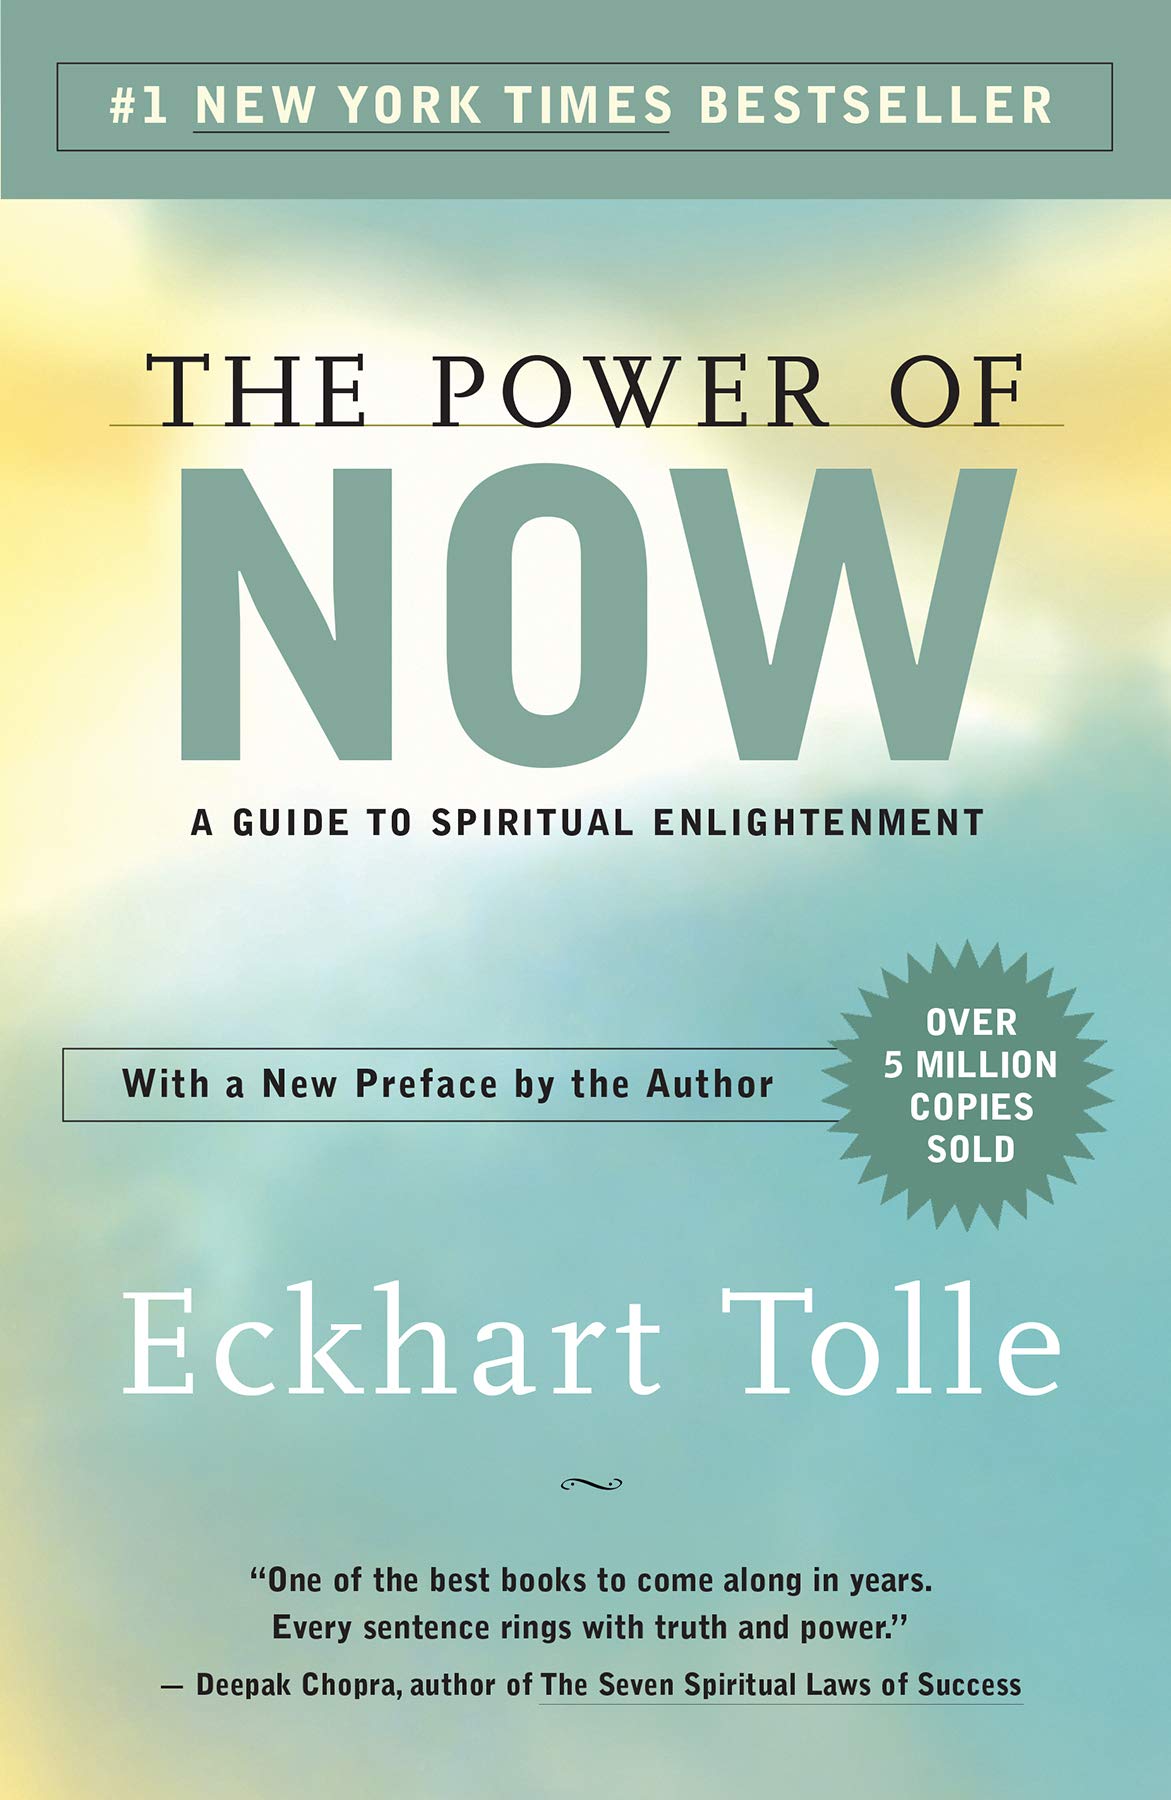 #1 NEW YORK TIMES BESTSELLER
THE POWER OF
NOW
A GUIDE TO SPIRITUAL ENLIGHTENMENT
With a New Preface by the Author
OVER
5 MILLION
COPIES
SOLD
Eckhart Tolle
“One of the best books to come along in years.
Every sentence rings with truth and power.”
— Deepak Chopra, author of The Seven Spiritual Laws of Success